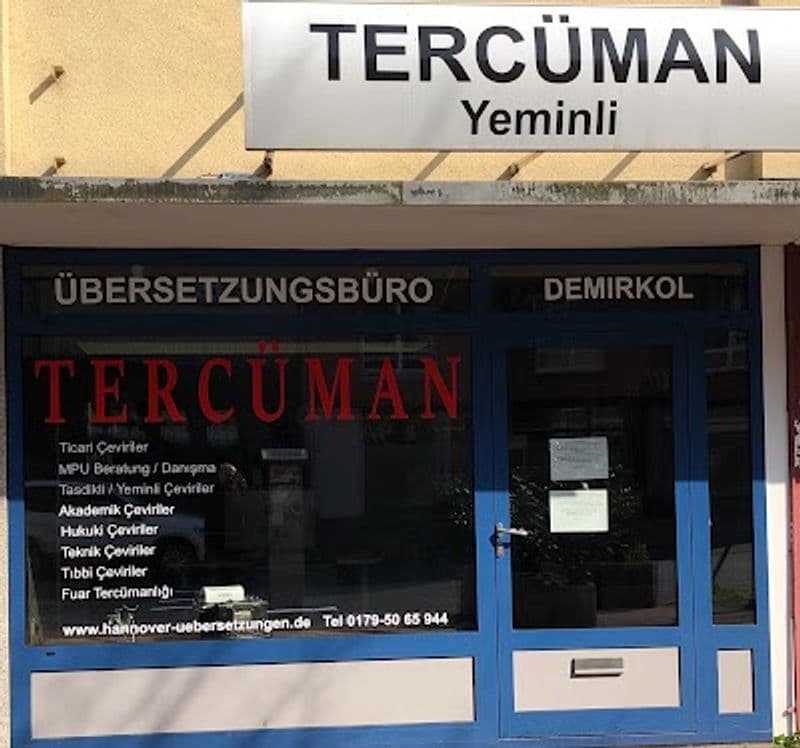 TERCÜMAN
Yeminli
ÜBERSETZUNGSBÜRO
DEMIRKOL
TERCÜMAN
Ticari Çeviriler
MPU Beratung / Danışma
Tasdikli / Yeminli Çeviriler
Akademik Çeviriler
Hukuki Çeviriler
Teknik Çeviriler
Tıbbi Çeviriler
Fuar Tercümanlığı
www.hannover-uebersetzungen.de Tel 0179-50 65 944